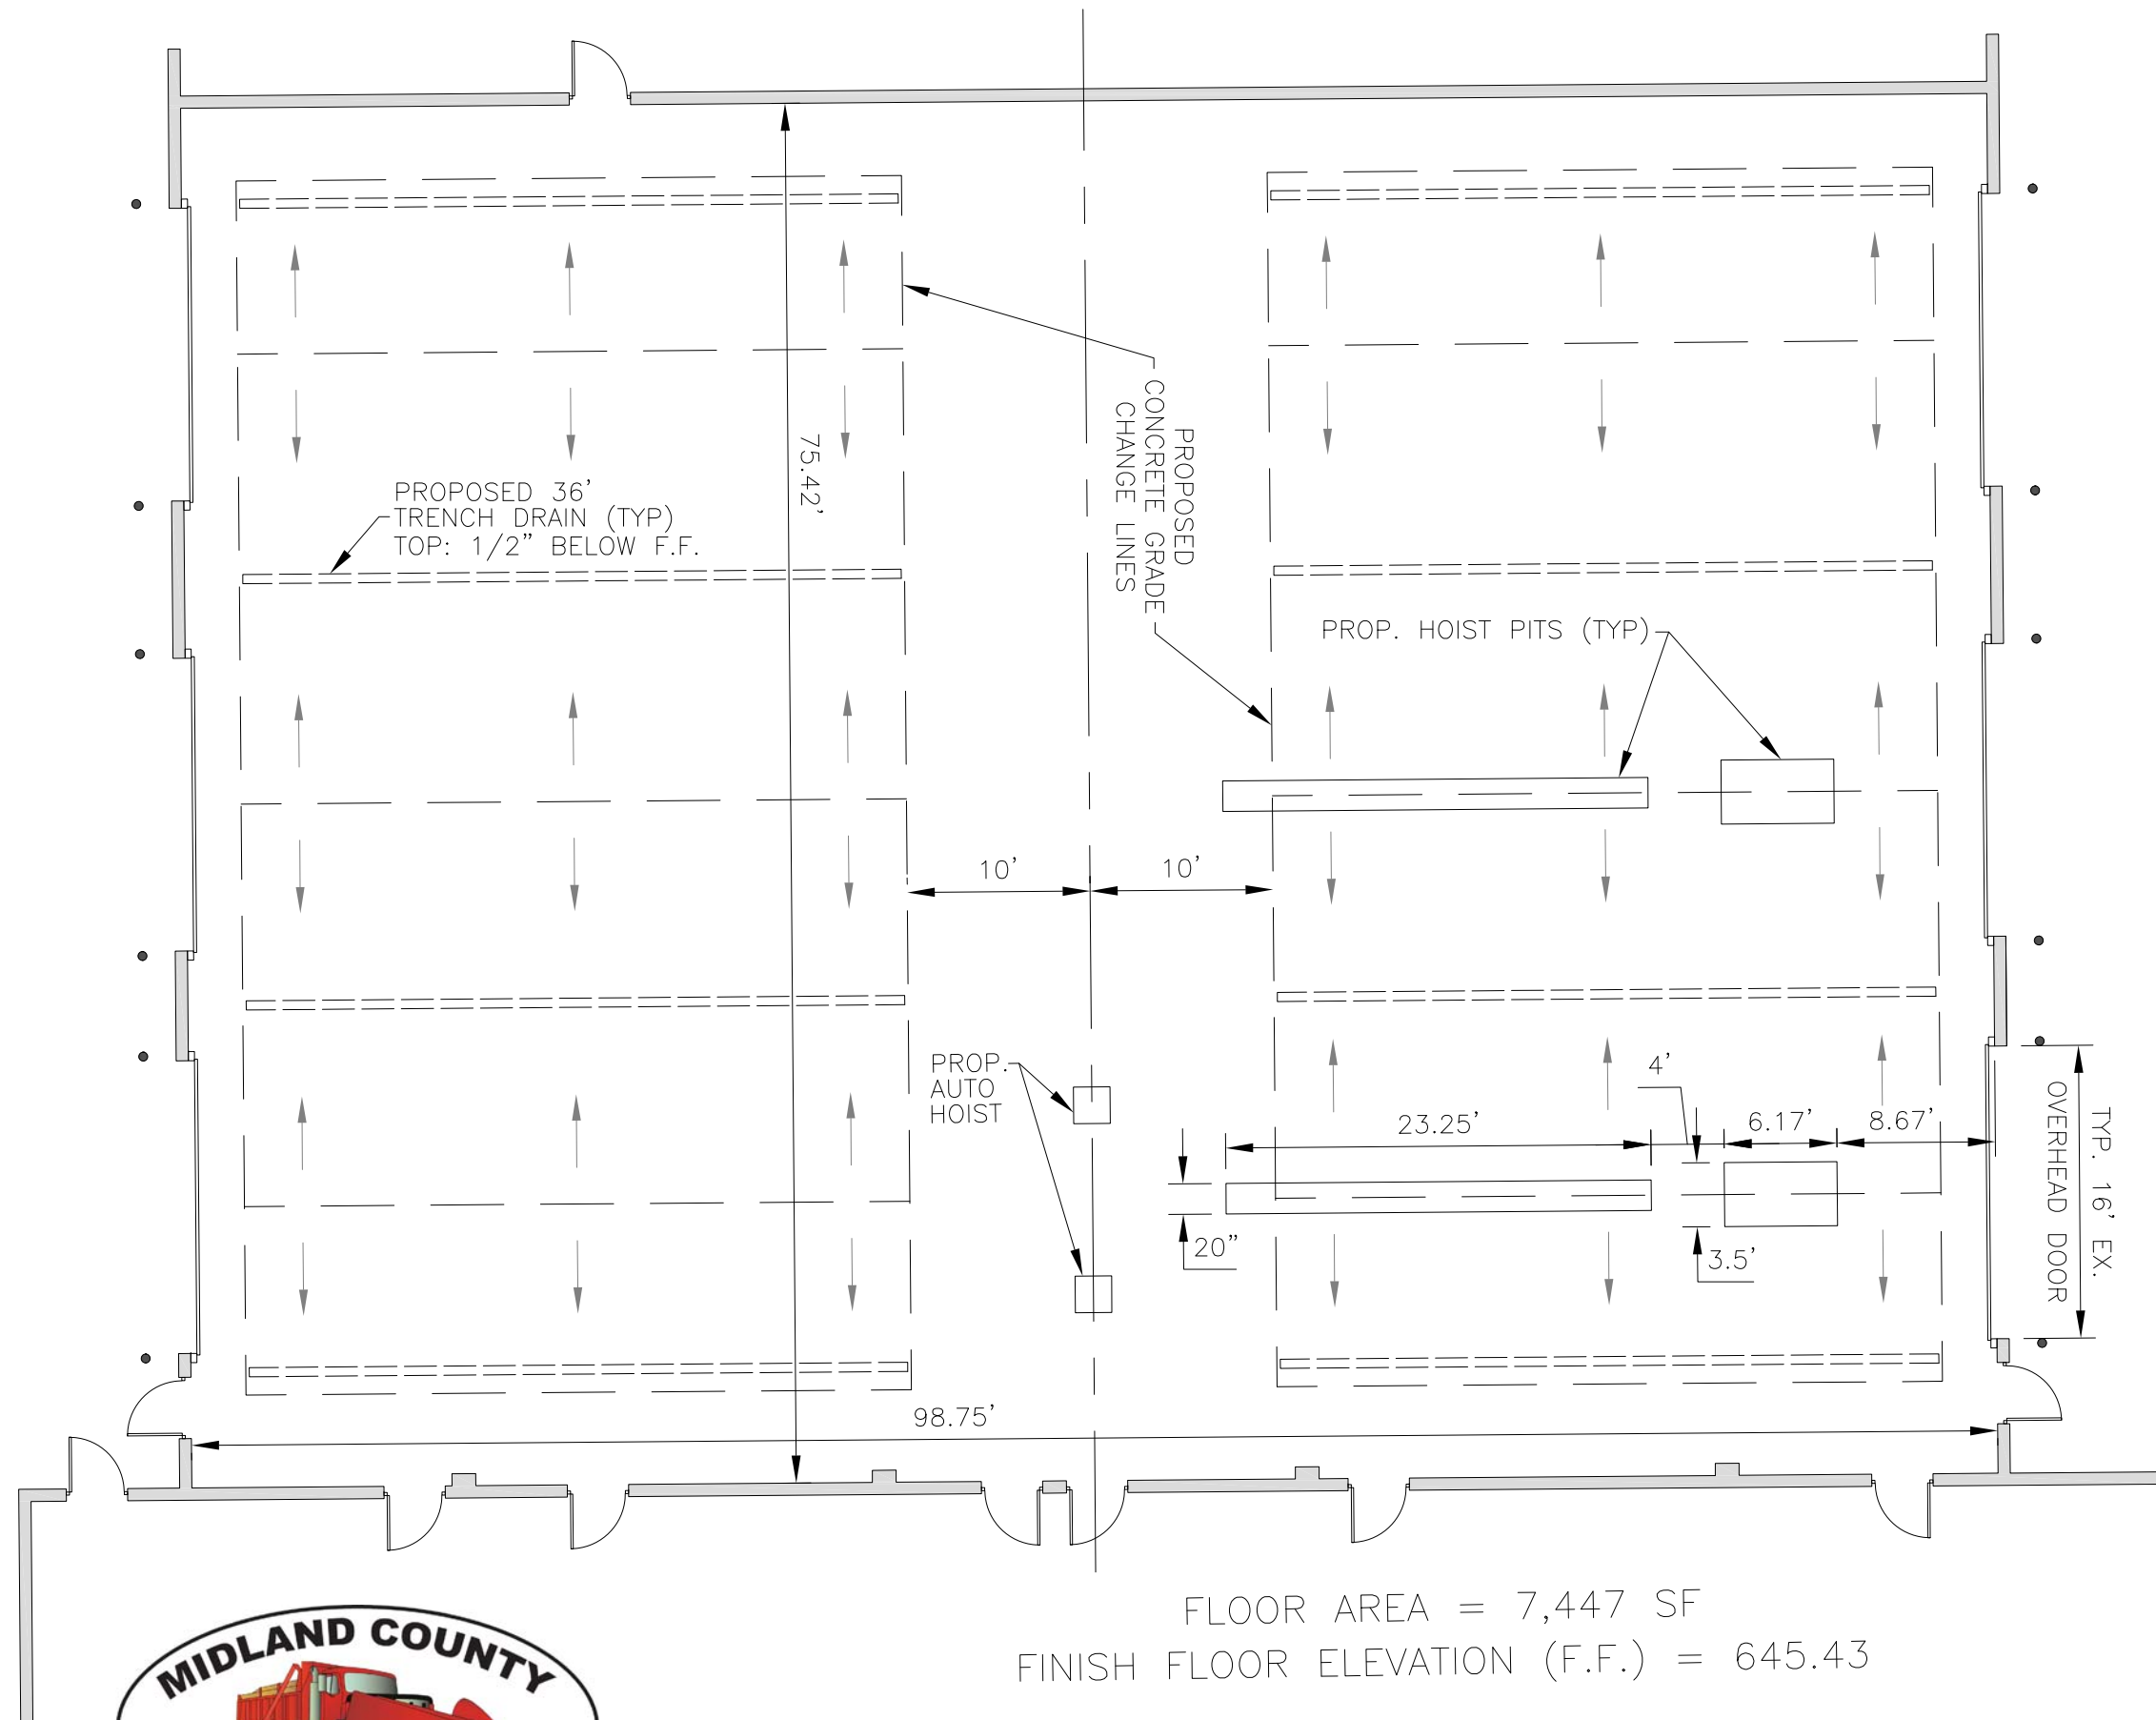 75.42'
PROPOSED
CONCRETE GRADE
CHANGE LINES
PROPOSED 36'
TRENCH DRAIN (TYP)
TOP: 1/2" BELOW F.F.
PROP. HOIST PITS (TYP)
10'
10'
PROP.
AUTO
HOIST
4'
23.25'
6.17'
8.67'
TYP. 16' EX.
OVERHEAD DOOR
20"
3.5'
98.75'
FLOOR AREA = 7,447 SF
FINISH FLOOR ELEVATION (F.F.) = 645.43
MIDLAND COUNTY